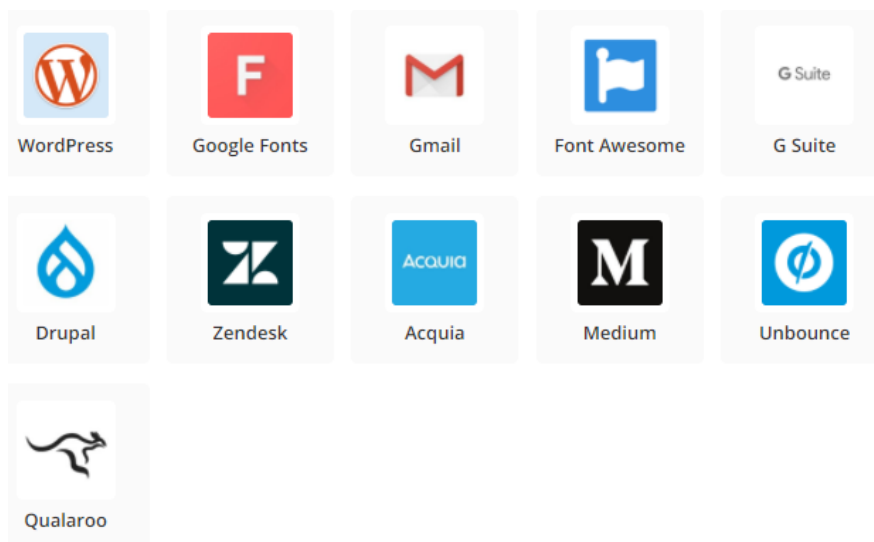 W
F
G Suite
WordPress
Google Fonts
Gmail
Font Awesome
G Suite
ACQUIA
M
Drupal
Zendesk
Acquia
Medium
Unbounce
Qualaroo